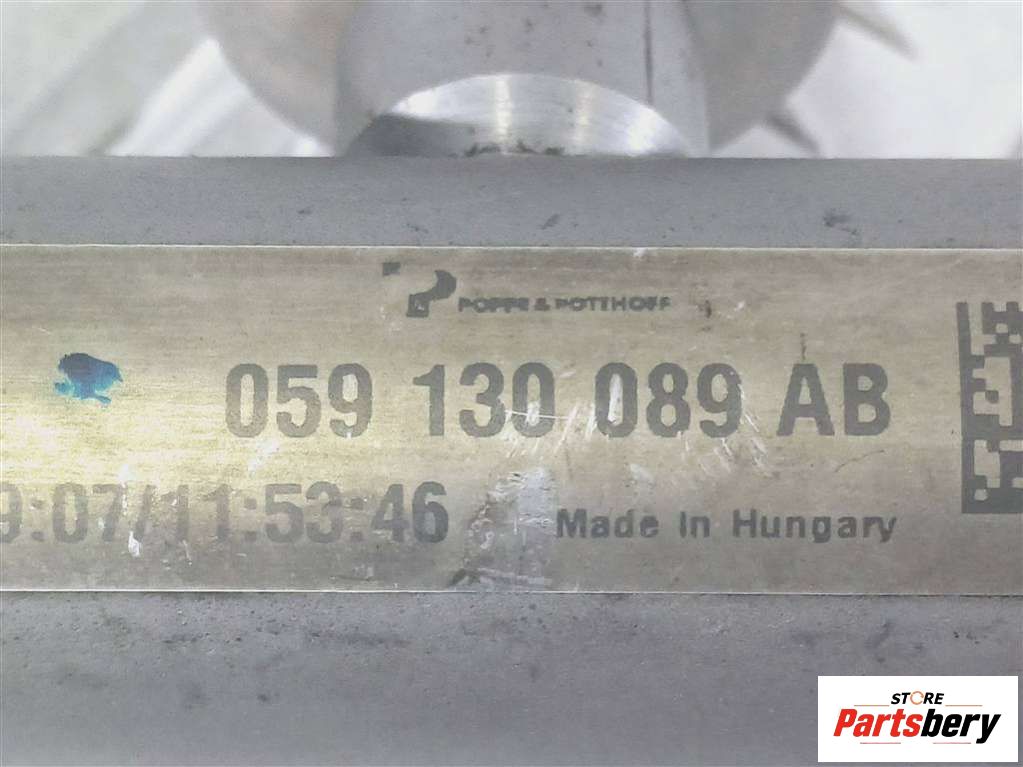 POPPE & POTTHOFF
059 130 089 AB
9:07/11:53:46
Made in Hungary
STORE
Partsbery